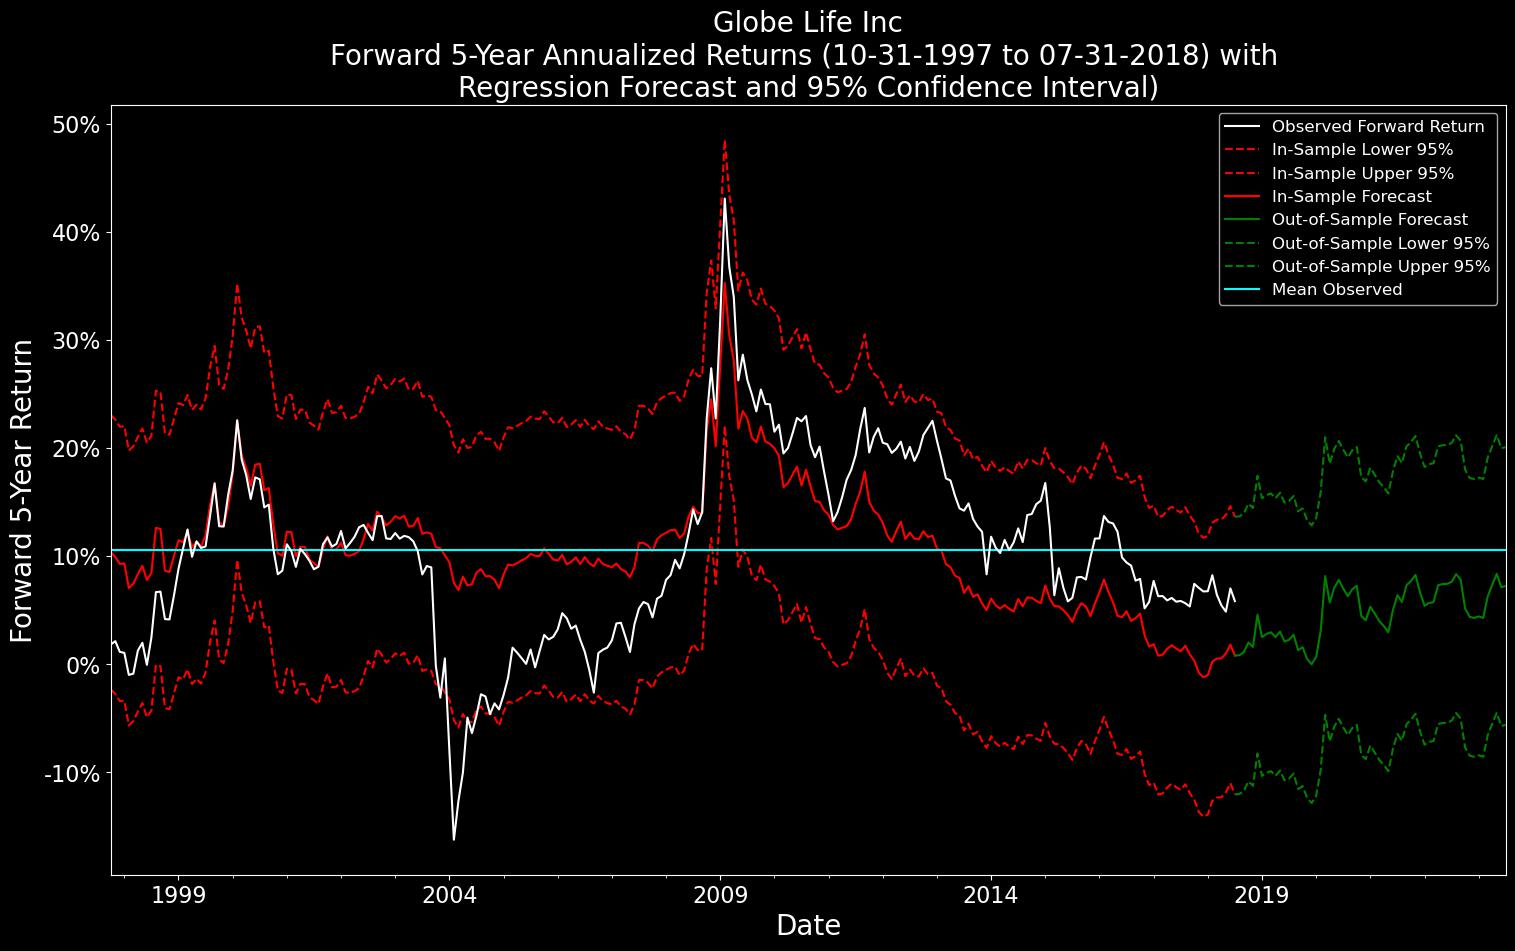 Globe Life Inc
Forward 5-Year Annualized Returns (10-31-1997 to 07-31-2018) with
Regression Forecast and 95% Confidence Interval)
Observed Forward Return
In-Sample Lower 95%
In-Sample Upper 95%
In-Sample Forecast
Out-of-Sample Forecast
Out-of-Sample Lower 95%
Out-of-Sample Upper 95%
Mean Observed
Forward 5-Year Return
50%
40%
30%
20%
10%
0%
-10%
1999 2004 2009 2014 2019
Date